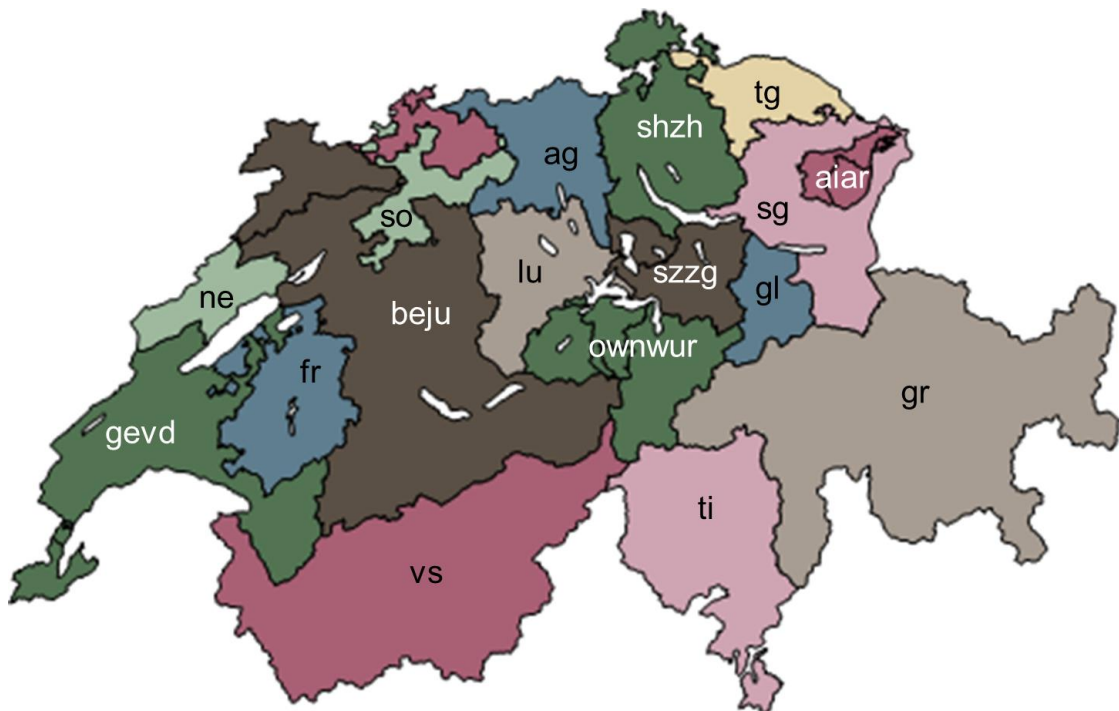 tg
shzh
ag
aiar
sg
so
lu
szzg
gl
ne
beju
ownwur
fr
gr
gevd
ti
vs